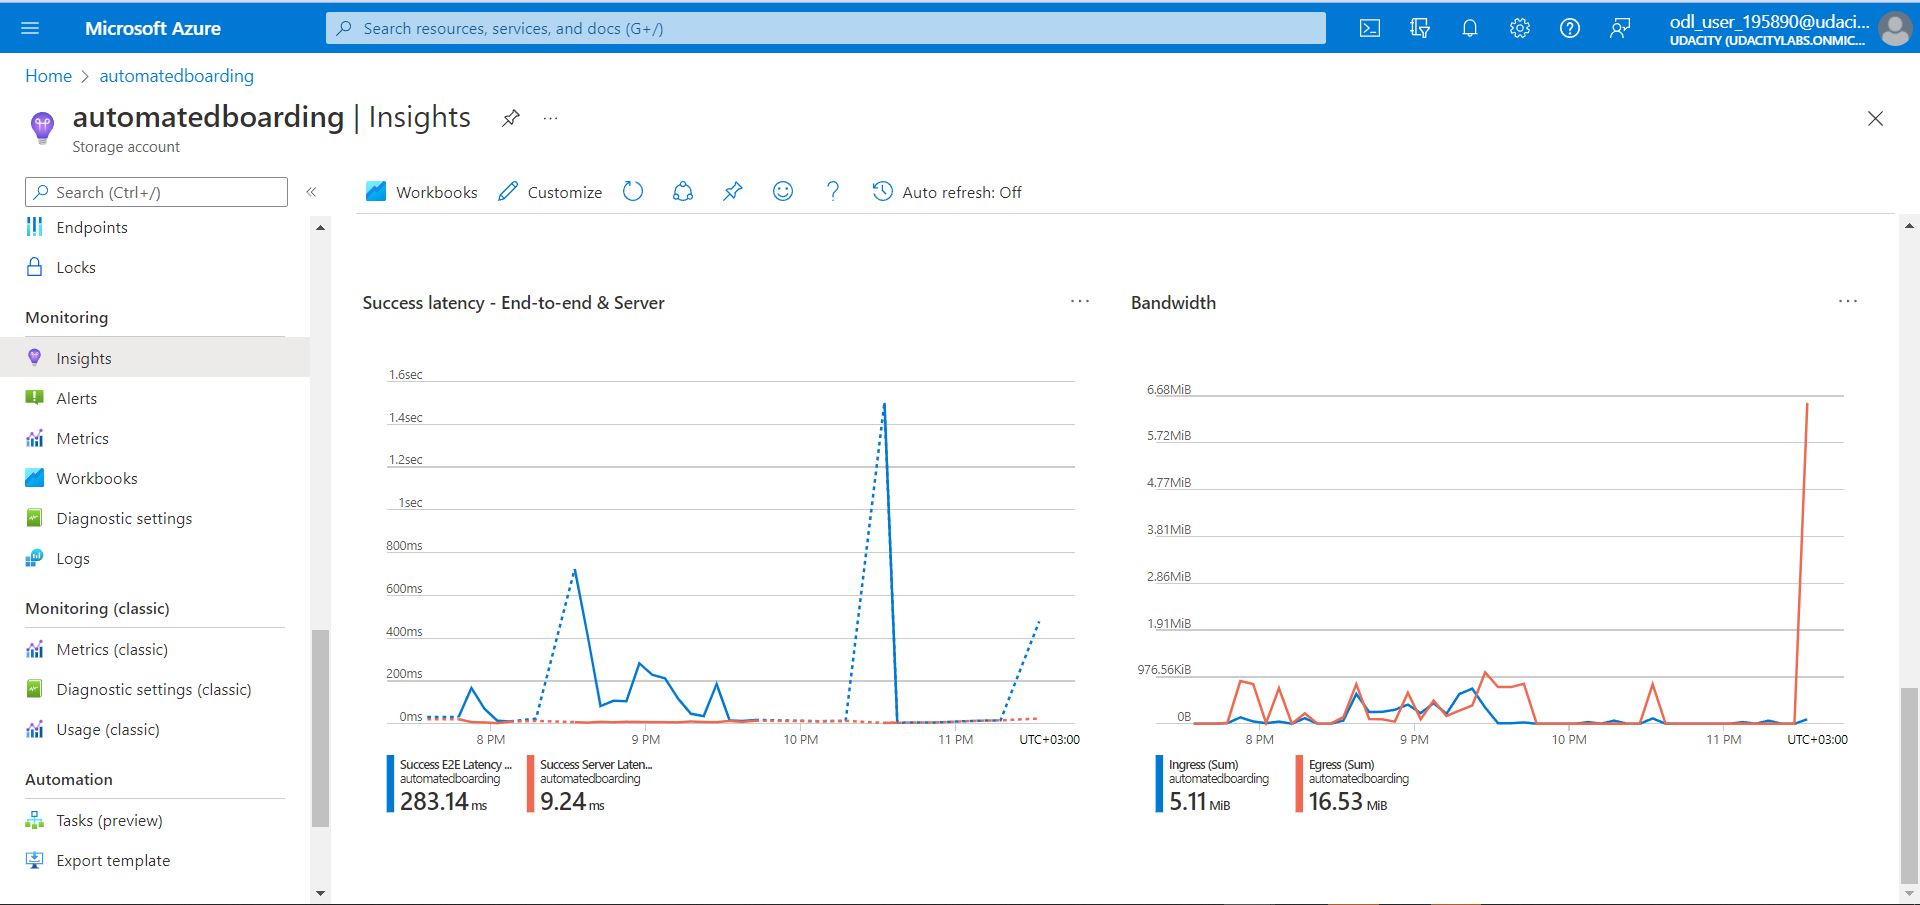 Microsoft Azure
Search resources, services, and docs (G+/)
odl_user_195890@udaci...
UDACITY (UDACITYLABS.ONMIC...
Home > automatedboarding
automatedboarding | Insights
Storage account
Search (Ctrl+/)
Endpoints
Locks
Monitoring
Insights
Alerts
Metrics
Workbooks
Diagnostic settings
Logs
Monitoring (classic)
Metrics (classic)
Diagnostic settings (classic)
Usage (classic)
Automation
Tasks (preview)
Export template
Workbooks
Customize
Auto refresh: Off
Success latency - End-to-end & Server
1.6sec
1.4sec
1.2sec
1sec
800ms
600ms
400ms
200ms
0ms
8 PM
9 PM
10 PM
11 PM
UTC+03:00
Success E2E Latency ...
automatedboarding
283.14 ms
Success Server Laten...
automatedboarding
9.24 ms
Bandwidth
6.68MiB
5.72MiB
4.77MiB
3.81MiB
2.86MiB
1.91MiB
976.56KiB
0B
8 PM
9 PM
10 PM
11 PM
UTC+03:00
Ingress (Sum)
automatedboarding
5.11 MiB
Egress (Sum)
automatedboarding
16.53 MiB